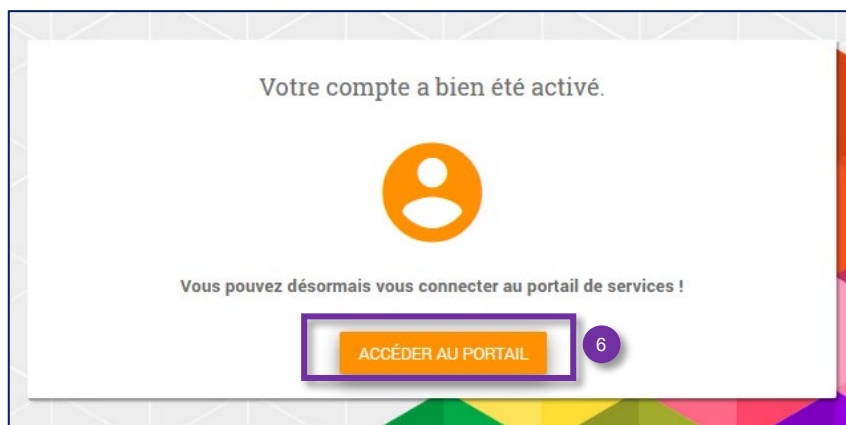 Votre compte a bien été activé.
Vous pouvez désormais vous connecter au portail de services !
ACCÉDER AU PORTAIL
6